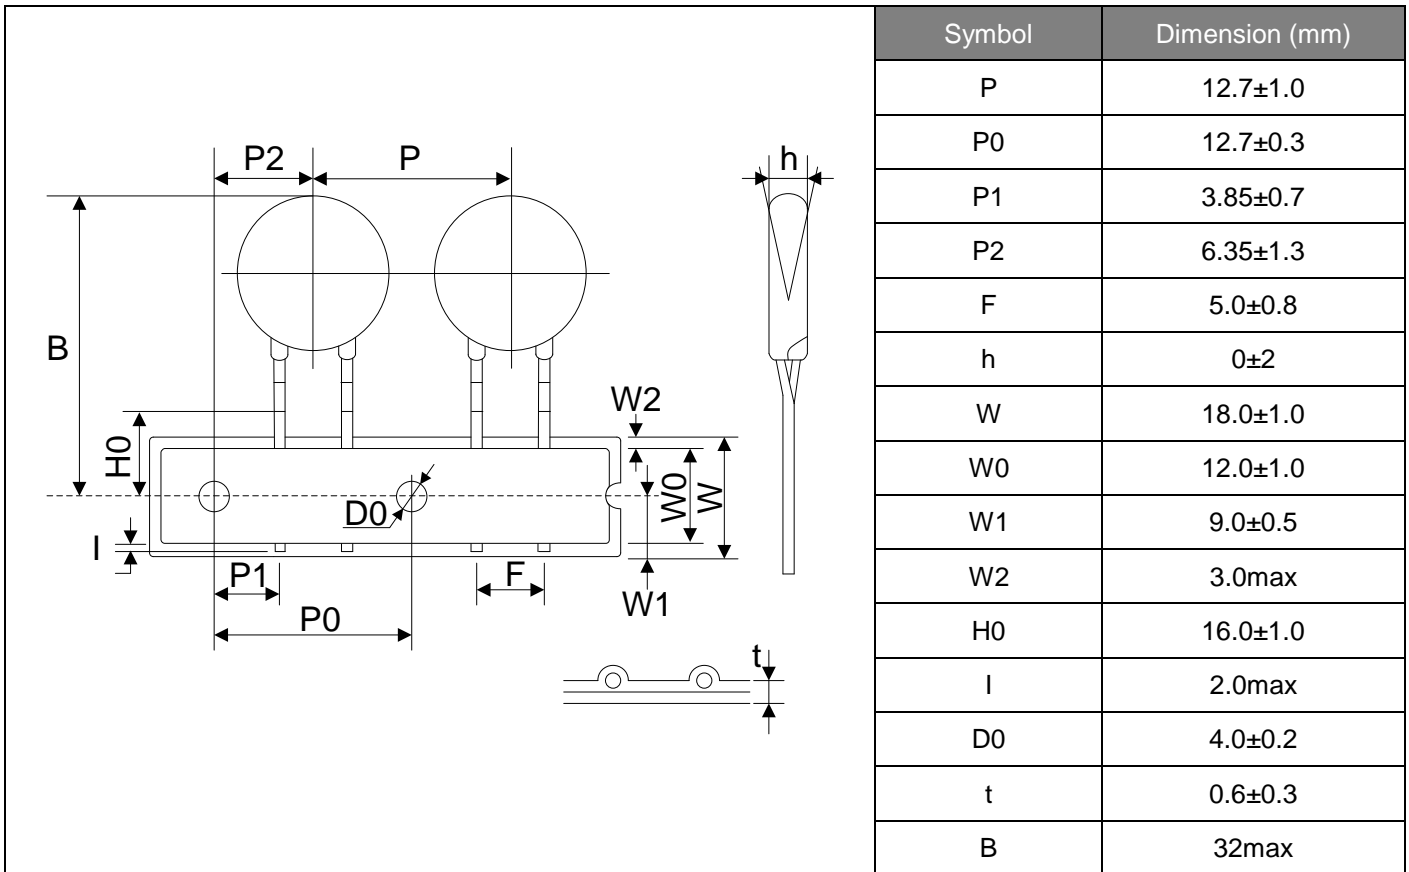 P2
P
h
B
W2
H0
W0
W
D0
I
P1
F
W1
P0
t
Symbol Dimension (mm)
P 12.7±1.0
P0 12.7±0.3
P1 3.85±0.7
P2 6.35±1.3
F 5.0±0.8
h 0±2
W 18.0±1.0
W0 12.0±1.0
W1 9.0±0.5
W2 3.0max
H0 16.0±1.0
I 2.0max
D0 4.0±0.2
t 0.6±0.3
B 32max